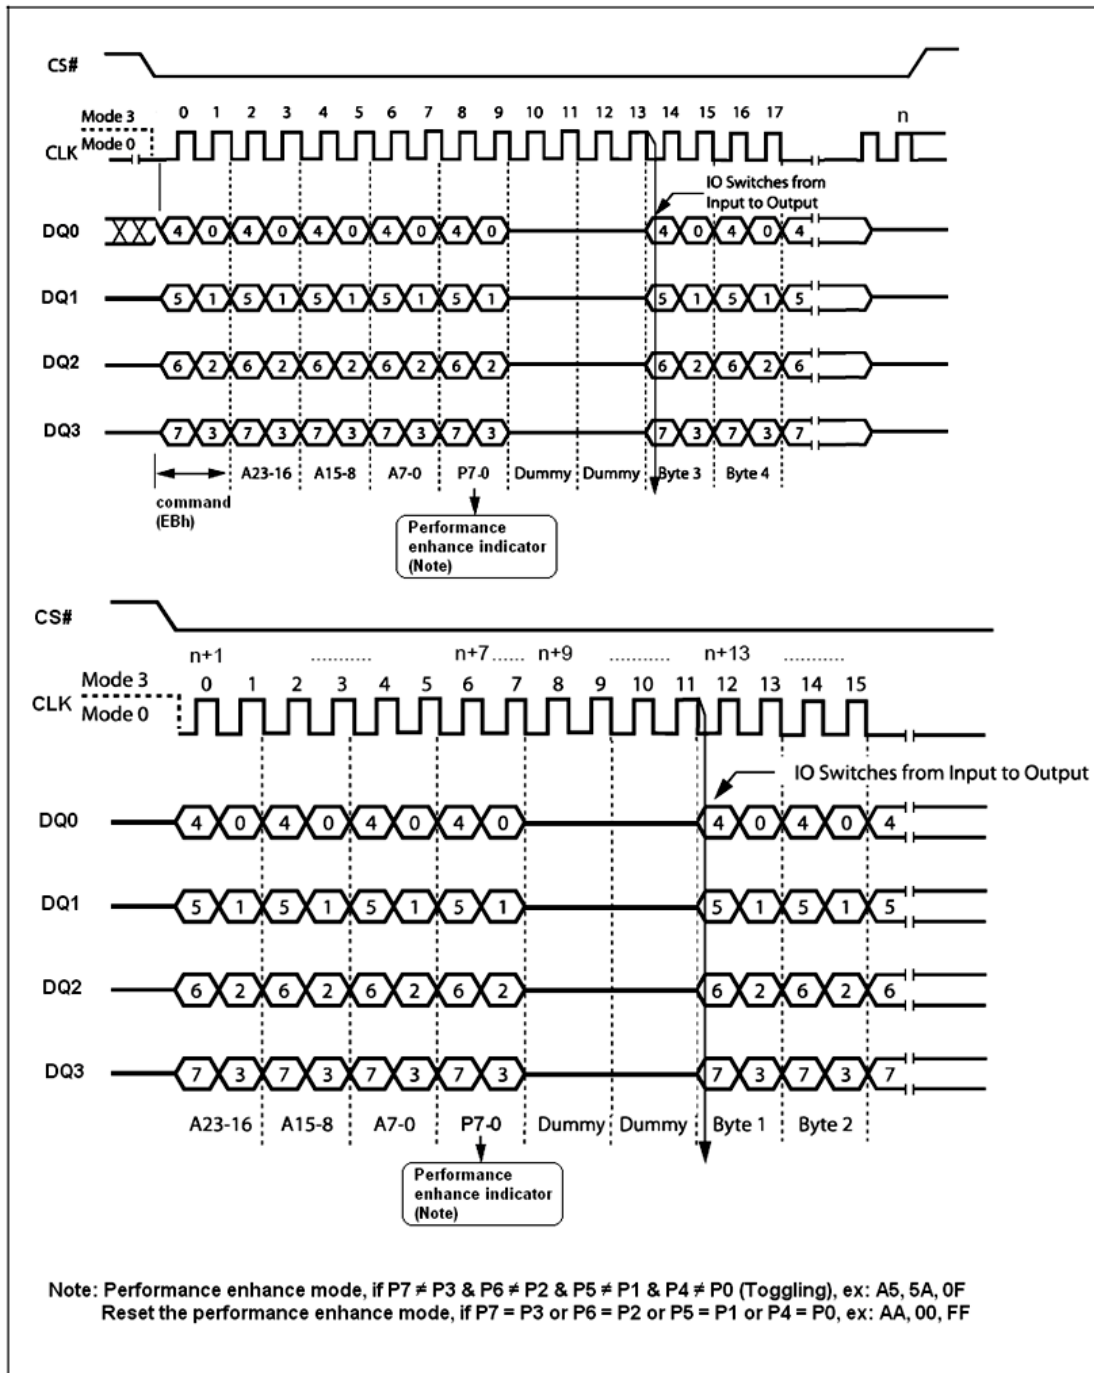 CS#
0 1 2 3 4 5 6 7 8 9 10 11 12 13 14 15 16 17 n
Mode 3
Mode 0
CLK
IO Switches from
Input to Output
DQ0 4 0 4 0 4 0 4 0 4 0 4 0 4 0 4
DQ1 5 1 5 1 5 1 5 1 5 1 5 1 5 1 5
DQ2 6 2 6 2 6 2 6 2 6 2 6 2 6 2 6
DQ3 7 3 7 3 7 3 7 3 7 3 7 3 7 3 7
A23-16 A15-8 A7-0 P7-0 Dummy Dummy Byte 3 Byte 4
command
(EBh)
Performance
enhance indicator
(Note)
CS#
n+1 ........... n+7 ...... n+9 ........... n+13 ...........
Mode 3
0 1 2 3 4 5 6 7 8 9 10 11 12 13 14 15
CLK
Mode 0
IO Switches from Input to Output
DQ0 4 0 4 0 4 0 4 0 4 0 4 0 4
DQ1 5 1 5 1 5 1 5 1 5 1 5 1 5
DQ2 6 2 6 2 6 2 6 2 6 2 6 2 6
DQ3 7 3 7 3 7 3 7 3 7 3 7 3 7
A23-16 A15-8 A7-0 P7-0 Dummy Dummy Byte 1 Byte 2
Performance
enhance indicator
(Note)
Note: Performance enhance mode, if P7 ≠ P3 & P6 ≠ P2 & P5 ≠ P1 & P4 ≠ P0 (Toggling), ex: A5, 5A, 0F
Reset the performance enhance mode, if P7 = P3 or P6 = P2 or P5 = P1 or P4 = P0, ex: AA, 00, FF